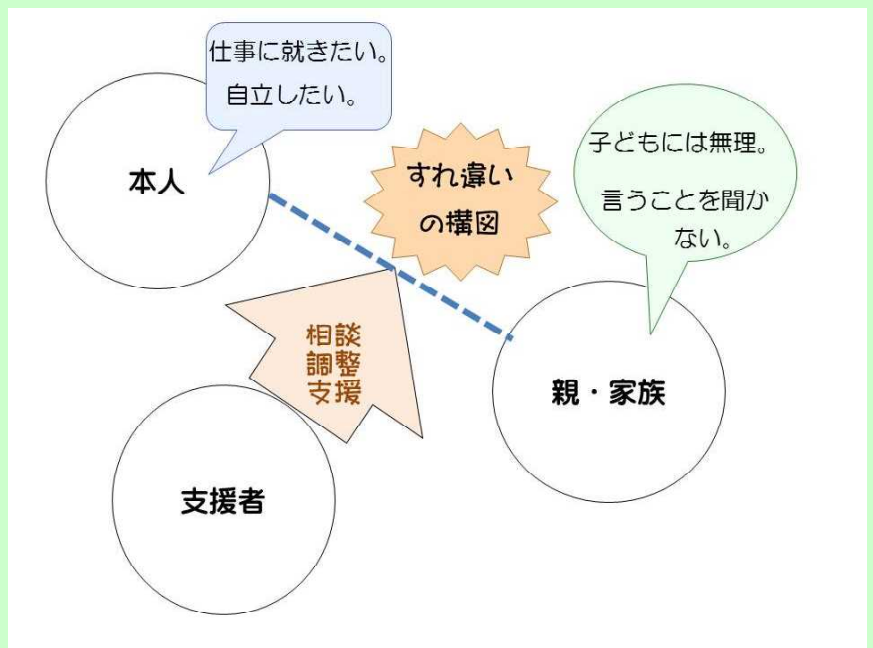 仕事に就きたい。
自立したい。
本人
すれ違い
の構図
子どもには無理。
言うことを聞か
ない。
相談
調整
支援
親・家族
支援者